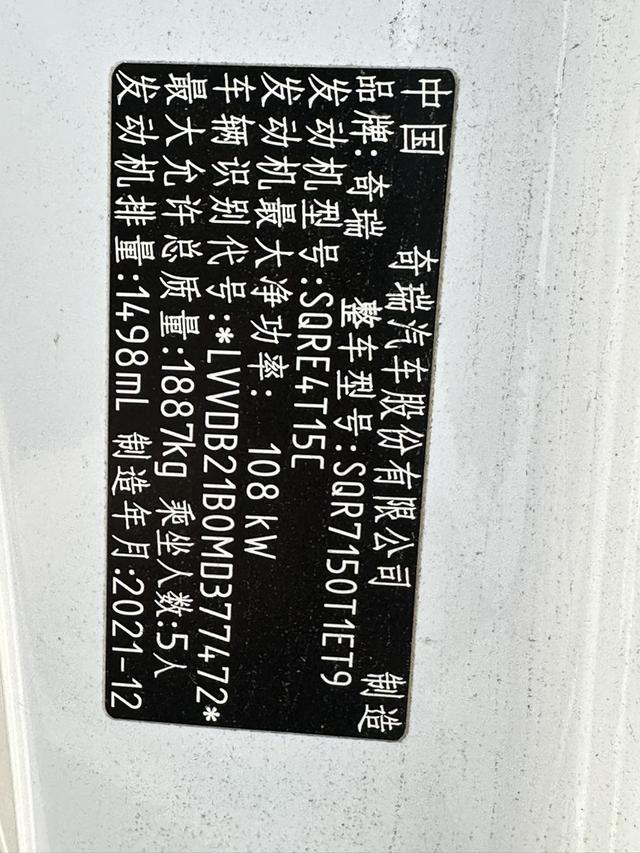 中国 奇瑞汽车股份有限公司 制造
品牌:奇瑞 整车型号:SQR7150T1ET9
发动机型号:SQRE4T15C
发动机最大净功率: 108kW
车辆识别代号:*LVVDB21B0MD377472*
最大允许总质量:1887kg 乘坐人数:5人
发动机排量:1498mL 制造年月:2021-12